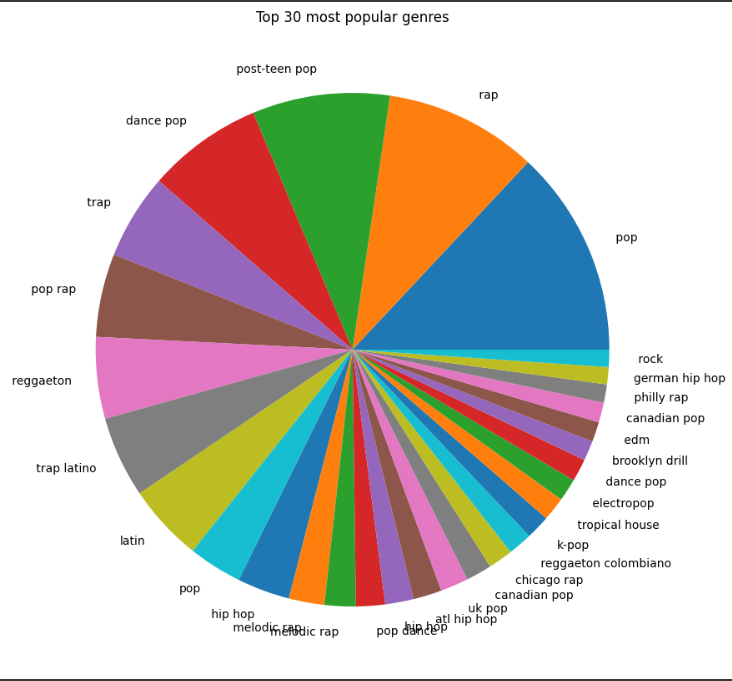 Top 30 most popular genres
post-teen pop
rap
dance pop
trap
pop
pop rap
reggaeton
trap latino
latin
pop
hip hop
melodic rap
melodic rap
pop dance
hip hop
atl hip hop
uk pop
canadian pop
chicago rap
reggaeton colombiano
k-pop
tropical house
electropop
dance pop
brooklyn drill
edm
canadian pop
philly rap
german hip hop
rock